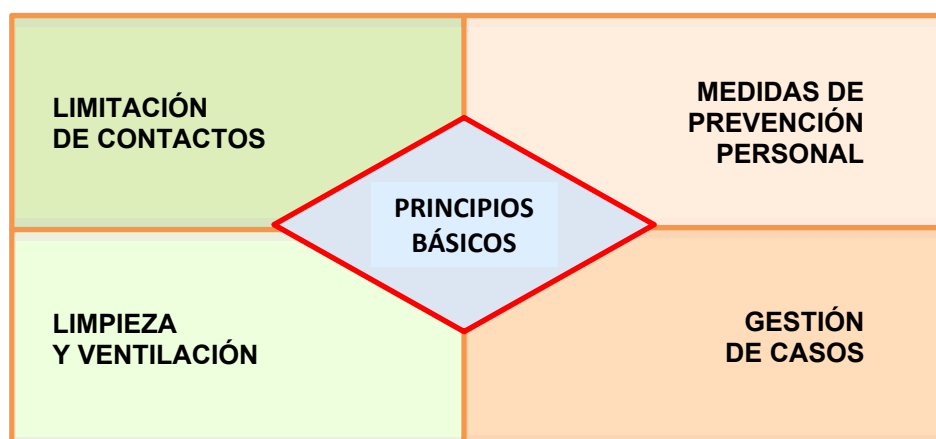 LIMITACIÓN
DE CONTACTOS
MEDIDAS DE
PREVENCIÓN
PERSONAL
PRINCIPIOS
BÁSICOS
LIMPIEZA
Y VENTILACIÓN
GESTIÓN
DE CASOS